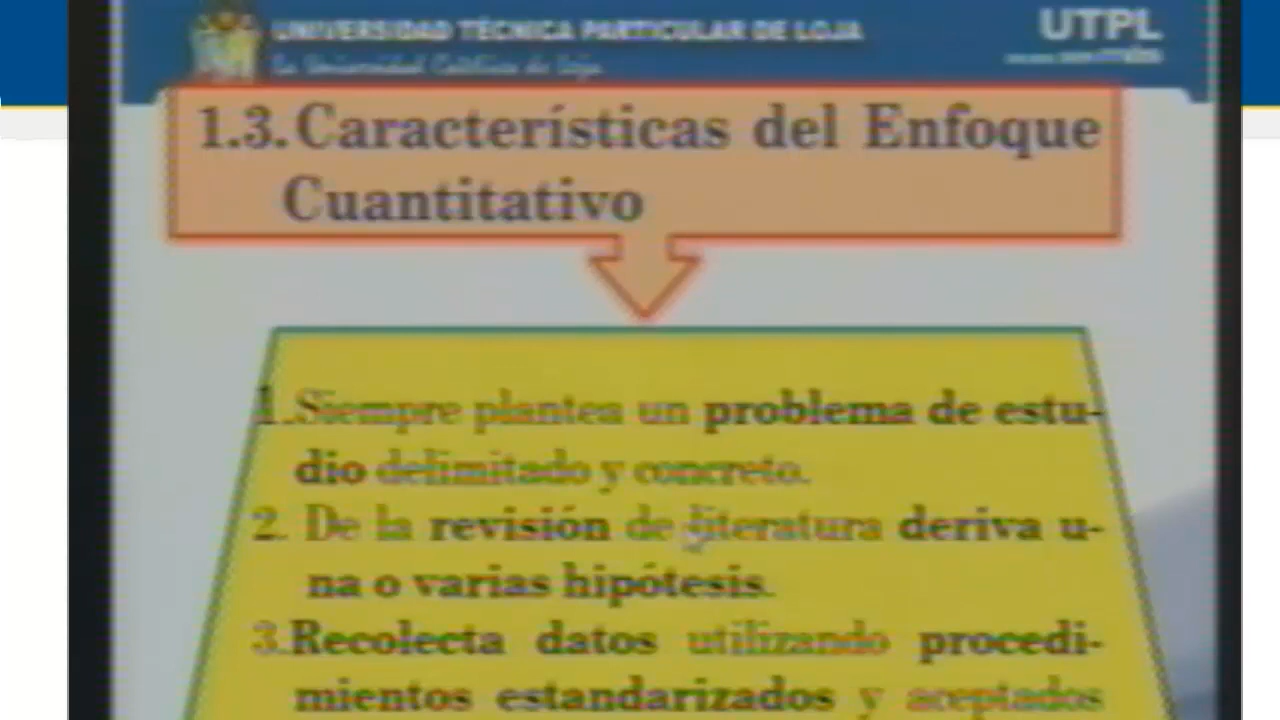 UNIVERSIDAD TÉCNICA PARTICULAR DE LOJA
La Universidad Católica de Loja
UTPL
1.3. Características del Enfoque
Cuantitativo
1. Siempre plantea un problema de estu-
dio delimitado y concreto.
2. De la revisión de literatura deriva u-
na o varias hipótesis.
3. Recolecta datos utilizando procedi-
mientos estandarizados y aceptados